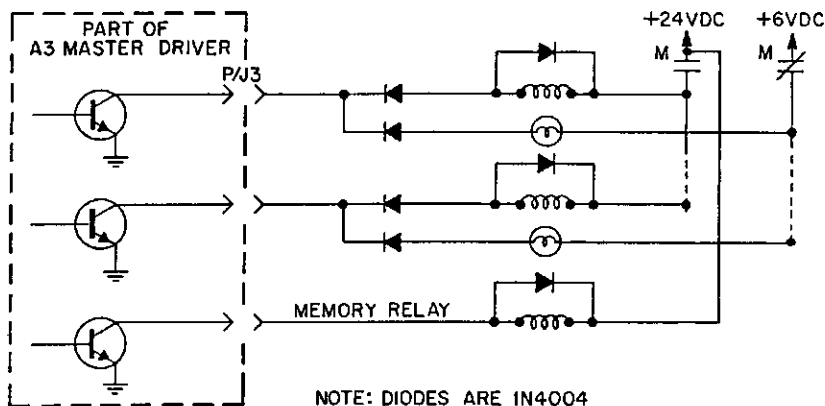 PART OF
A3 MASTER DRIVER
P/J3
+24VDC
+6VDC
M
M
MEMORY RELAY
NOTE: DIODES ARE 1N4004